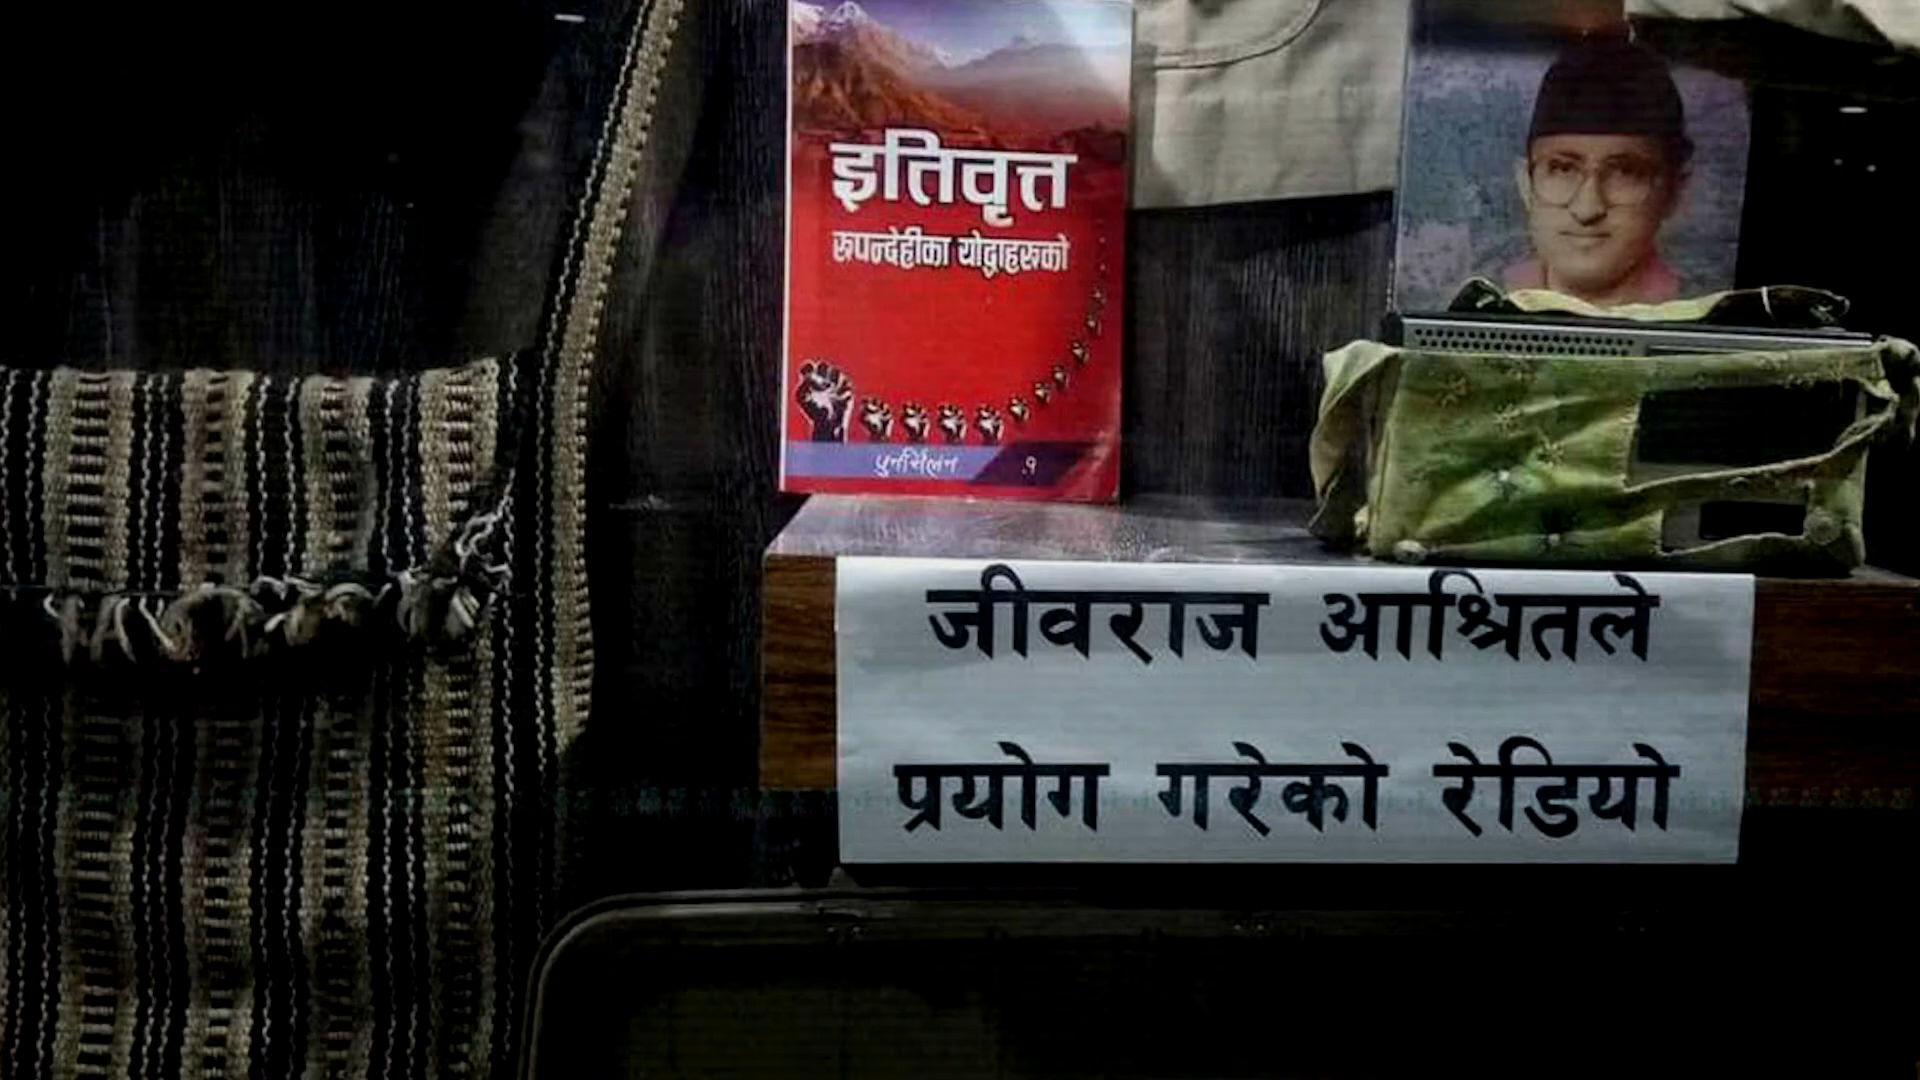 इतिवृत्त
रुपन्देहीका योद्धाहरुको
पुनर्मिलन .१
जीवराज आश्रितले
प्रयोग गरेको रेडियो